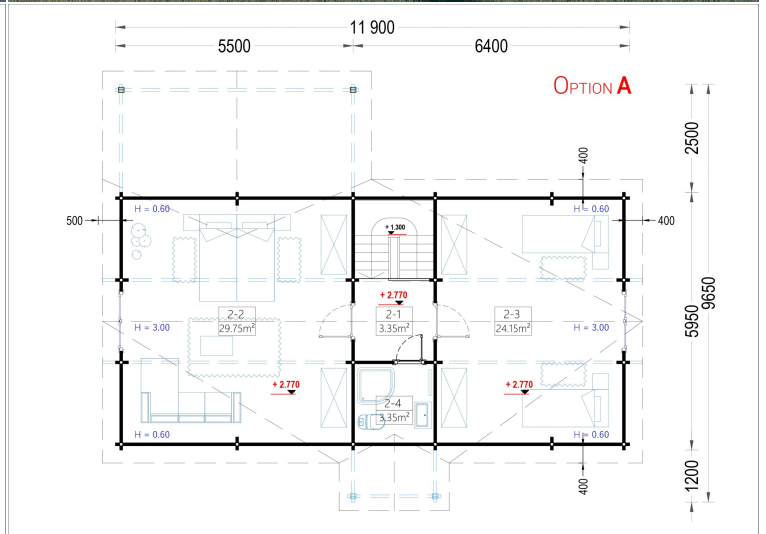 11 900
5500
6400
OPTION A
2500
400
H = 0.60
H = 0.60
500
400
+ 1.300
+ 2.770
2-2
29.75m²
2-1
3.35m²
2-3
24.15m²
H = 3.00
H = 3.00
5950
9650
+ 2.770
+ 2.770
2-4
3.35m²
H = 0.60
H = 0.60
400
1200